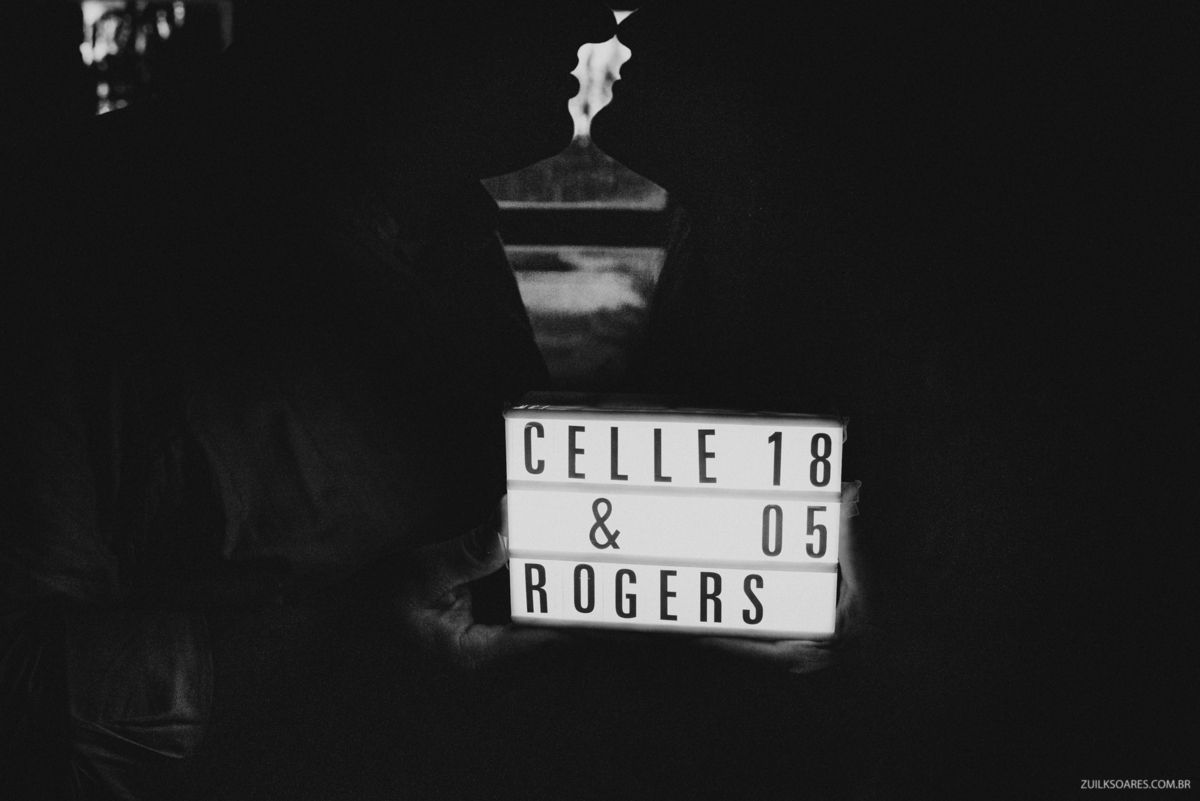 CELLE 18
& 05
ROGERS
ZUILKSOARES.COM.BR